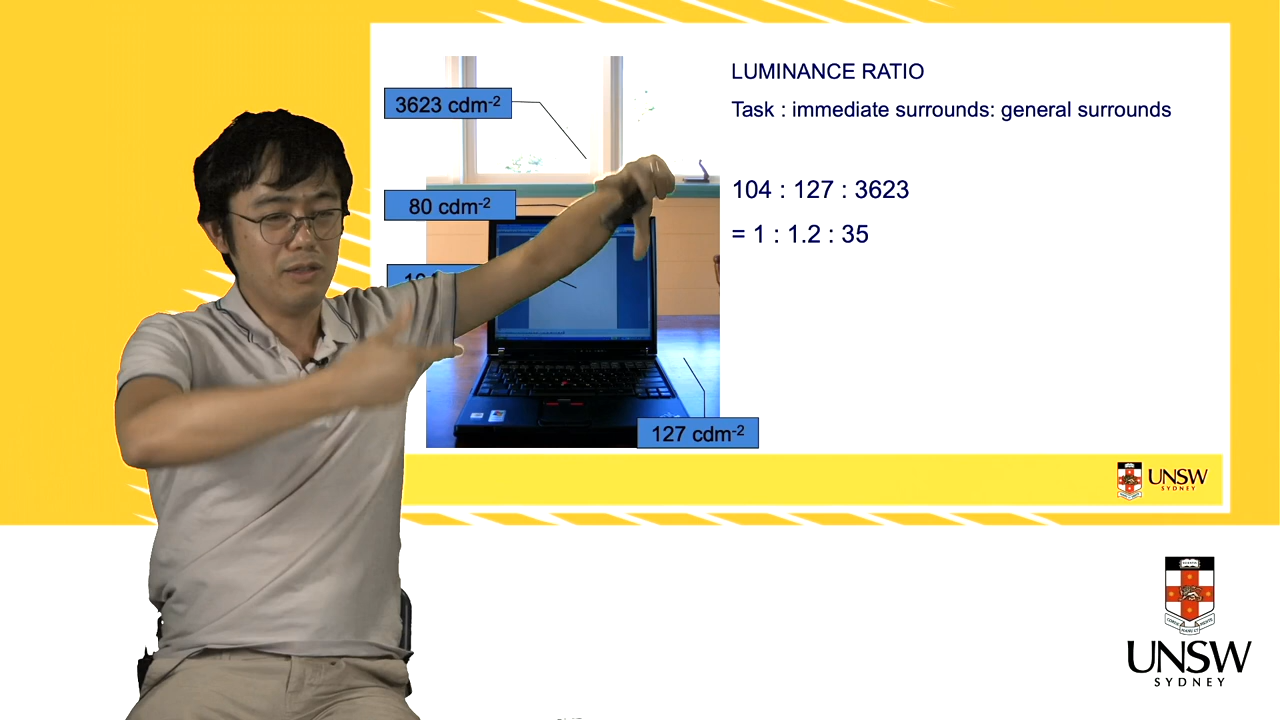 LUMINANCE RATIO
Task : immediate surrounds: general surrounds
104 : 127 : 3623
= 1 : 1.2 : 35
3623 cdm-2
80 cdm-2
127 cdm-2
UNSW
SYDNEY
UNSW
SYDNEY